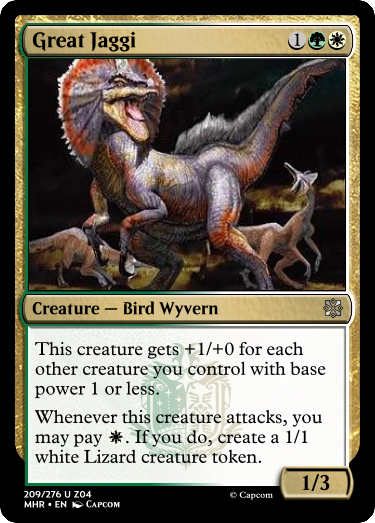 Great Jaggi 1
Creature — Bird Wyvern
This creature gets +1/+0 for each
other creature you control with base
power 1 or less.
Whenever this creature attacks, you
may pay . If you do, create a 1/1
white Lizard creature token.
1/3
209/276 U Z04
MHR • EN Capcom
© Capcom